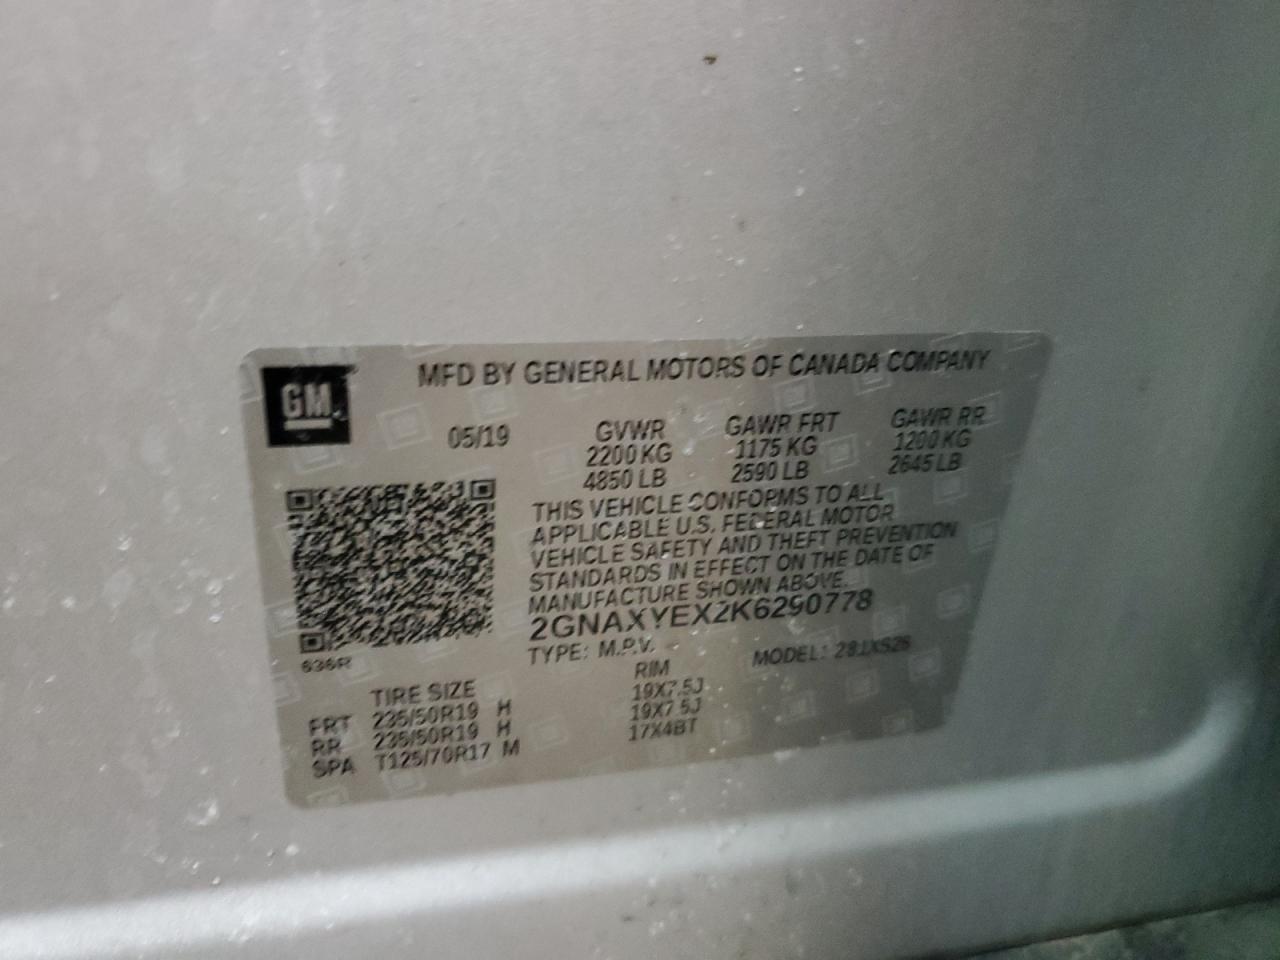 GM
MFD BY GENERAL MOTORS OF CANADA COMPANY
05/19 GVWR GAWR FRT GAWR RR
2200 KG 1175 KG 1200 KG
4850 LB 2590 LB 2645 LB
THIS VEHICLE CONFORMS TO ALL
APPLICABLE U.S. FEDERAL MOTOR
VEHICLE SAFETY AND THEFT PREVENTION
STANDARDS IN EFFECT ON THE DATE OF
MANUFACTURE SHOWN ABOVE.
2GNAXYEX2K6290778
TYPE: M.P.V. MODEL:
636R
TIRE SIZE RIM
FRT 235/50R19 H 19X7.5J
RR 235/50R19 H 19X7.5J
SPA T125/70R17 M 17X4BT